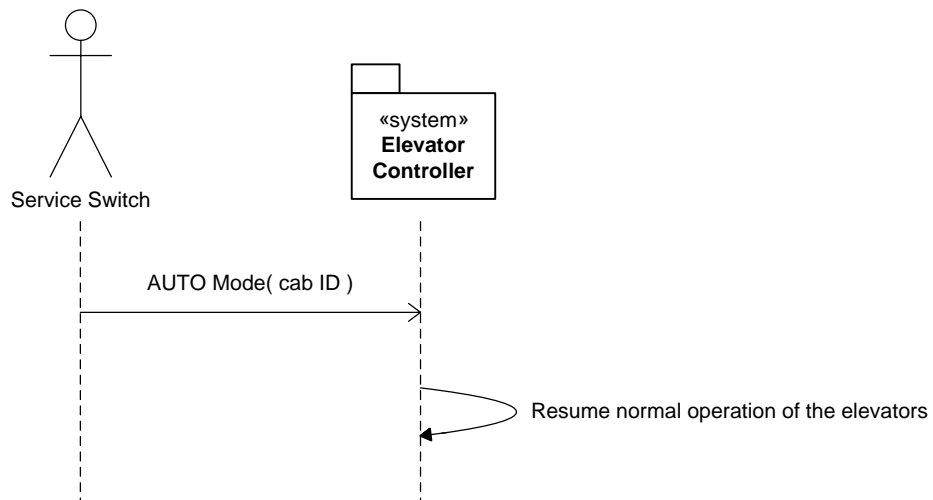 «system»
Elevator
Controller
Service Switch
AUTO Mode( cab ID )
Resume normal operation of the elevators